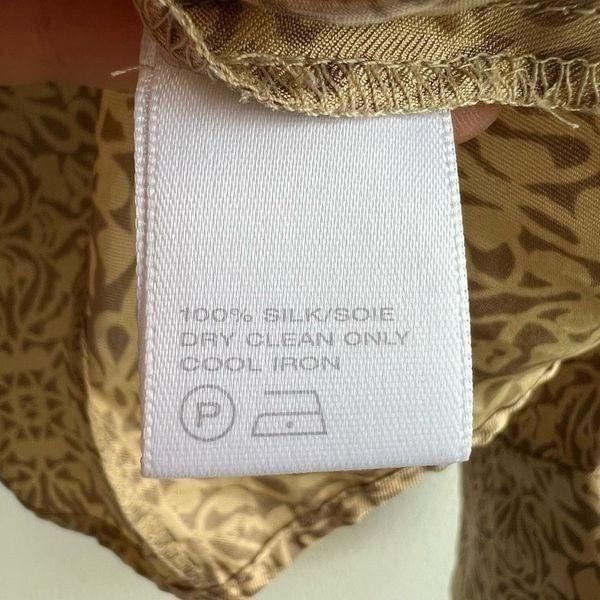 100% SILK/SOIE
DRY CLEAN ONLY
COOL IRON
P